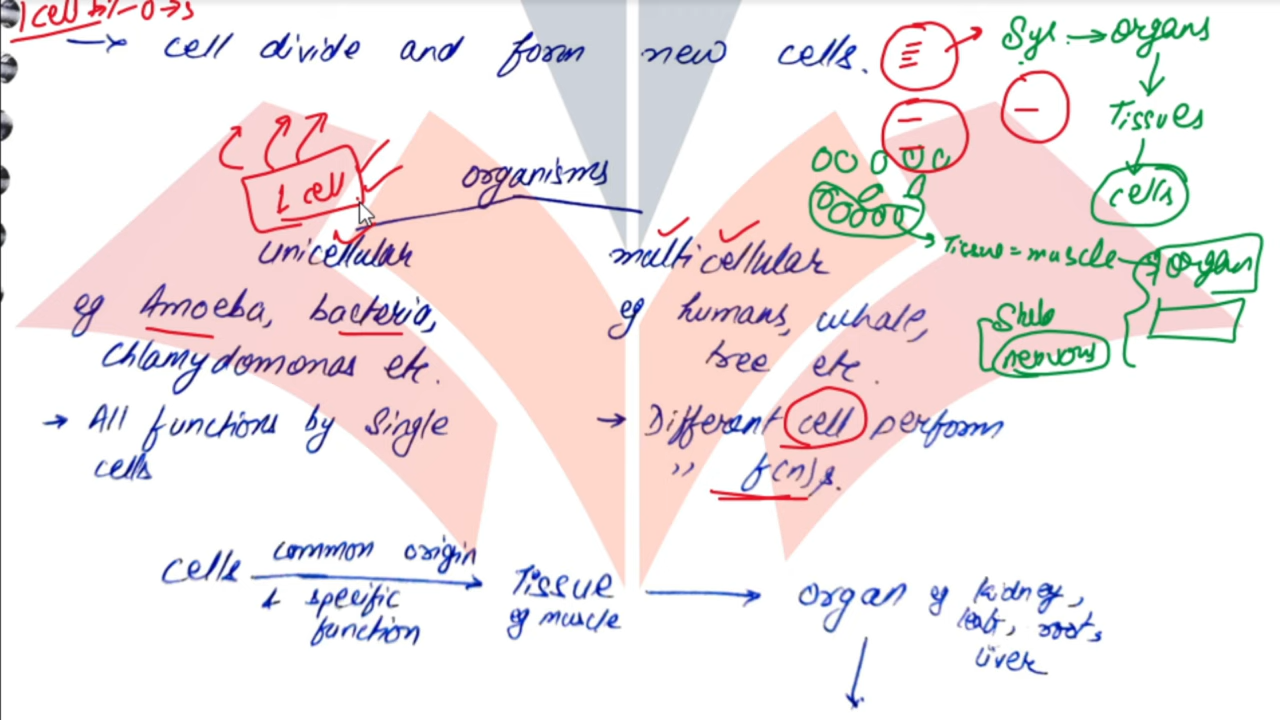 → cell divide and form new cells.
Sys. → organs
Tissues
cells
1 cell
organisms
unicellular
multicellular
Tissue = muscle → organ
eg Amoeba, bacteria,
Chlamydomonas etc.
eg humans, whale,
tree etc.
nervous
→ All functions by Single
cells
→ Different cell perform
,, f(n)s.
cells common origin
& specific
function
Tissue
eg muscle
organ eg kidney,
leaf, root,
liver